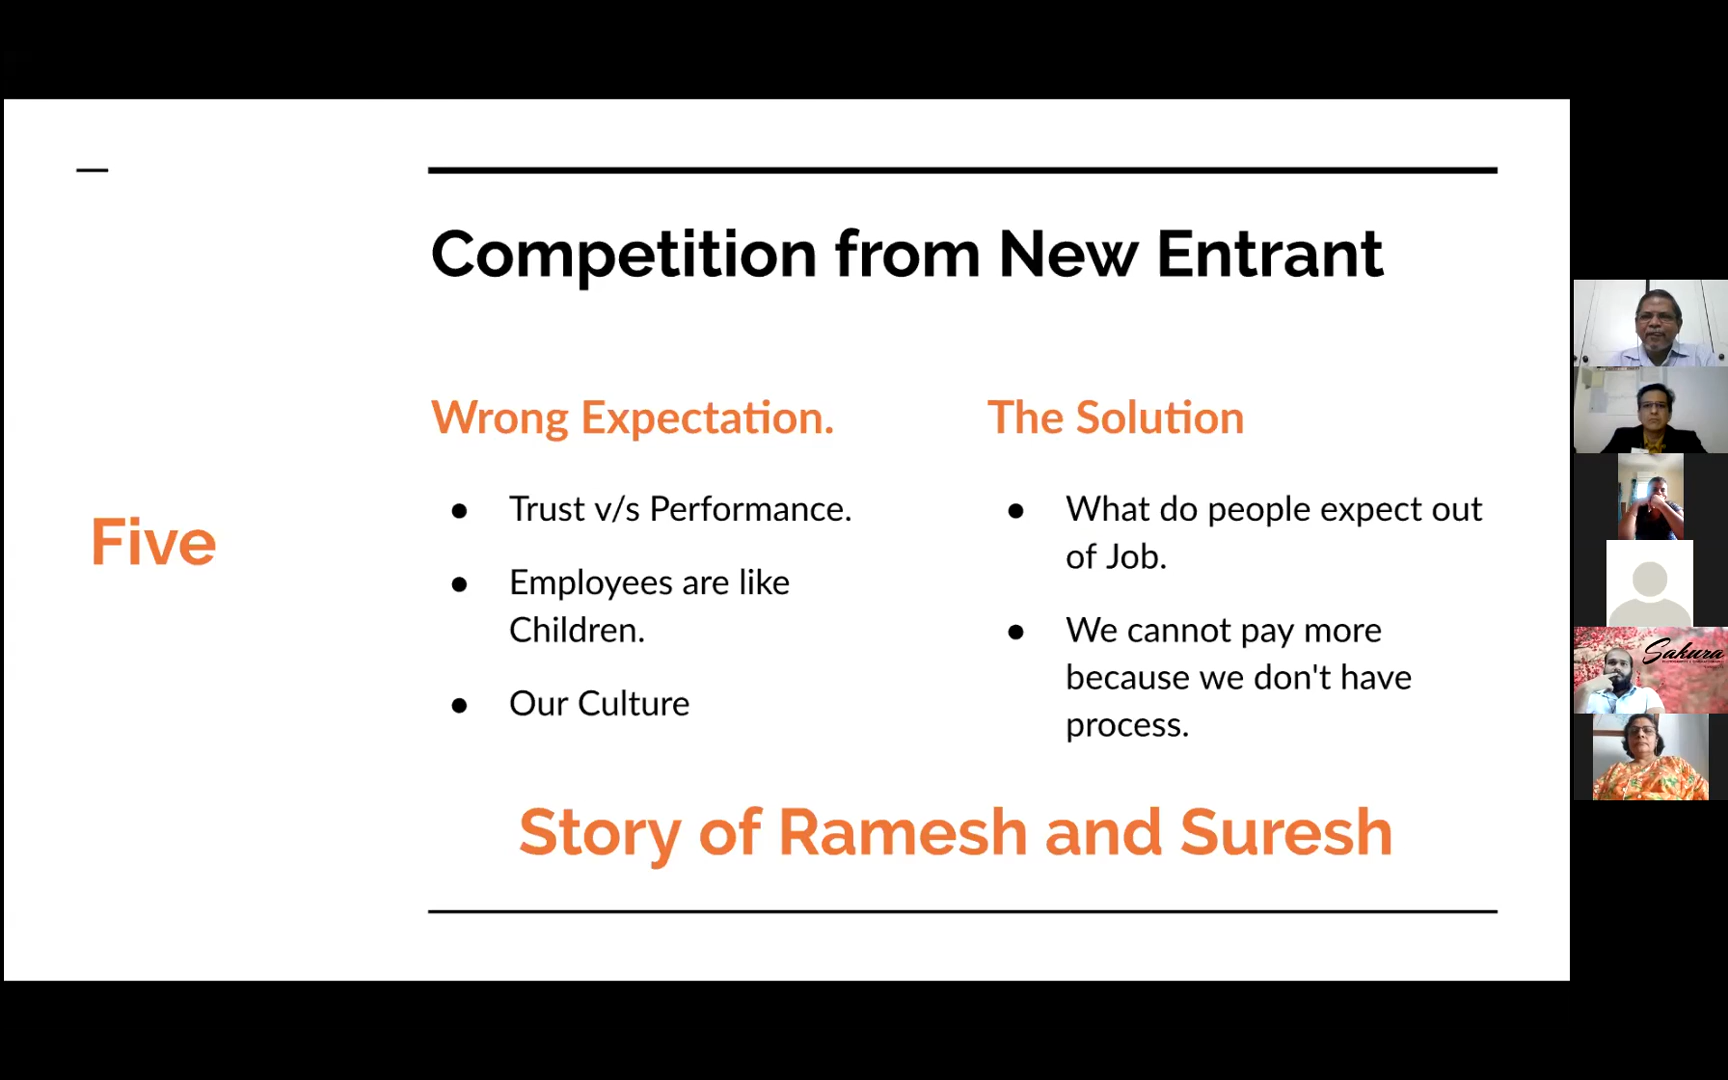 Competition from New Entrant
Five
Wrong Expectation.
● Trust v/s Performance.
● Employees are like
Children.
● Our Culture
The Solution
● What do people expect out
of Job.
● We cannot pay more
because we don't have
process.
Story of Ramesh and Suresh
Sakura